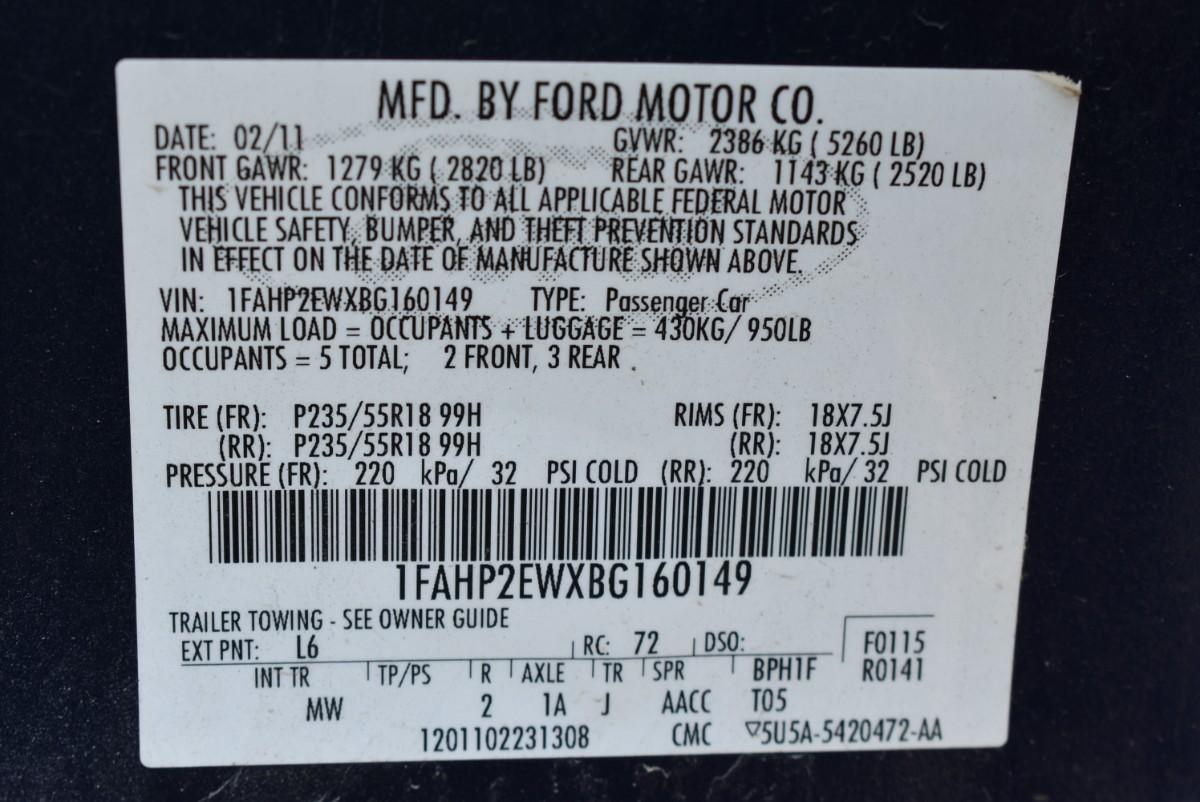 MFD. BY FORD MOTOR CO.
DATE: 02/11 GVWR: 2386 KG ( 5260 LB)
FRONT GAWR: 1279 KG ( 2820 LB) REAR GAWR: 1143 KG ( 2520 LB)
THIS VEHICLE CONFORMS TO ALL APPLICABLE FEDERAL MOTOR
VEHICLE SAFETY, BUMPER, AND THEFT PREVENTION STANDARDS
IN EFFECT ON THE DATE OF MANUFACTURE SHOWN ABOVE.
VIN: 1FAHP2EWXBG160149 TYPE: Passenger Car
MAXIMUM LOAD = OCCUPANTS + LUGGAGE = 430KG/ 950LB
OCCUPANTS = 5 TOTAL; 2 FRONT, 3 REAR
TIRE (FR): P235/55R18 99H RIMS (FR): 18X7.5J
(RR): P235/55R18 99H (RR): 18X7.5J
PRESSURE (FR): 220 kPa/ 32 PSI COLD (RR): 220 kPa/ 32 PSI COLD
1FAHP2EWXBG160149
TRAILER TOWING - SEE OWNER GUIDE
EXT PNT: L6 RC: 72 DSO: F0115
INT TR TP/PS R AXLE TR SPR BPH1F R0141
MW 2 1A J AACC T05
1201102231308 CMC ▽5U5A-5420472-AA